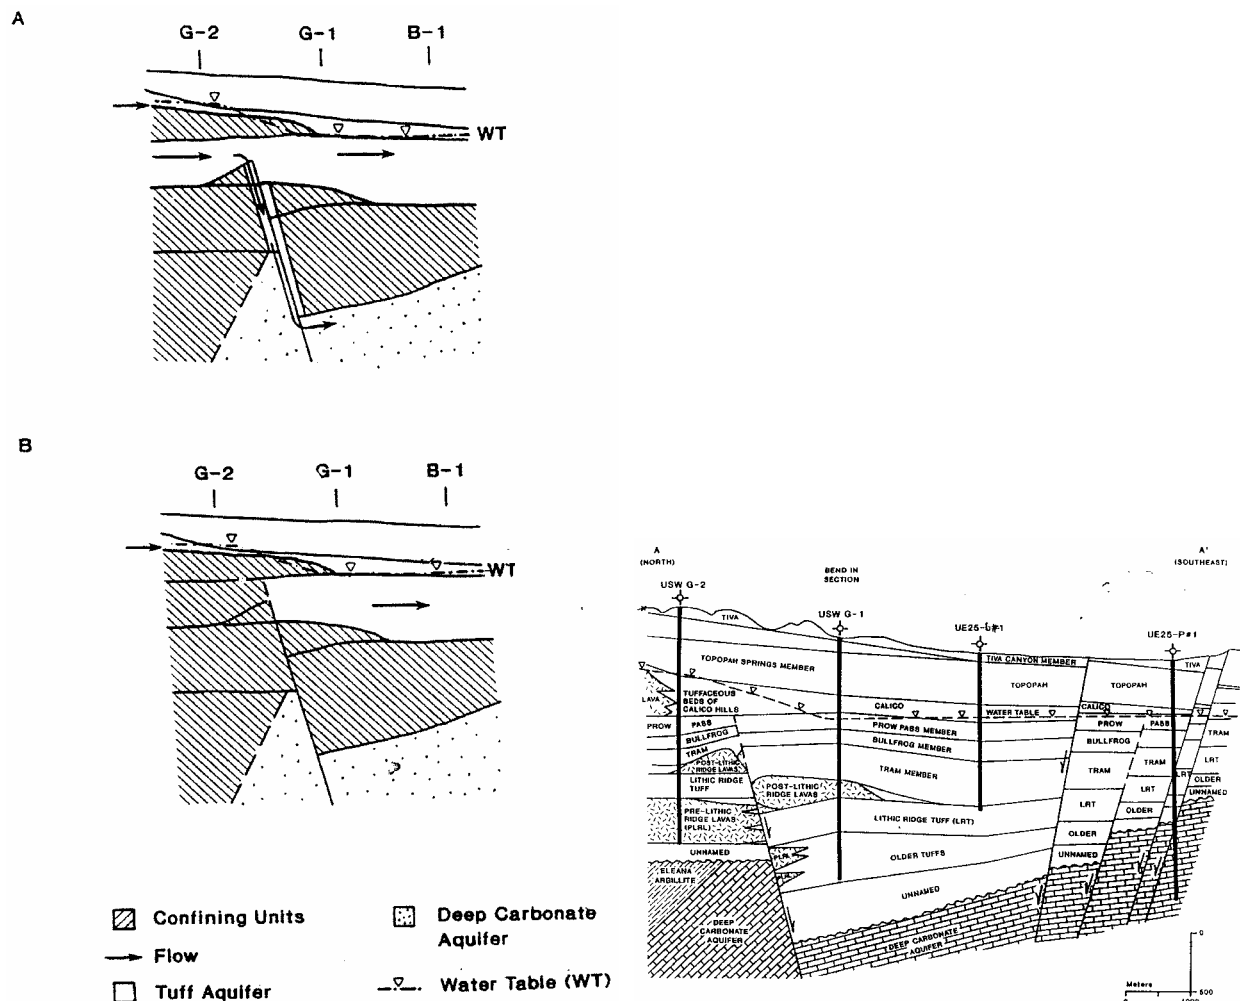 A
G-2 G-1 B-1
WT
B
G-2 G-1 B-1
WT
Confining Units
Flow
Tuff Aquifer
Deep Carbonate
Aquifer
Water Table (WT)
A
(NORTH)
A'
(SOUTHEAST)
BEND IN
SECTION
USW G-2
USW G-1
UE25-P#1
TIVA
TOPOPAH SPRINGS MEMBER
TIVA CANYON MEMBER
TOPOPAH
TOPOPAH
TIVA
LAVA
TUFFACEOUS
BEDS OF
CALICO HILLS
CALICO
CALICO
WATER TABLE
PROW
PASS
PROW PASS MEMBER
PROW
PASS
BULLFROG
BULLFROG MEMBER
BULLFROG
TRAM
TRAM
TRAM MEMBER
TRAM
TRAM
POST-LITHIC
RIDGE LAVAS
POST-LITHIC
RIDGE LAVAS
LITHIC RIDGE
TUFF
LITHIC RIDGE TUFF (LRT)
LRT
LRT
LRT
LRT
OLDER
UNNAMED
PRE-LITHIC
RIDGE LAVAS
(PLRL)
OLDER TUFFS
OLDER
OLDER
UNNAMED
UNNAMED
UNNAMED
ELEANA
ARGILLITE
DEEP
CARBONATE
AQUIFER
DEEP CARBONATE
AQUIFER
Meters
0
500